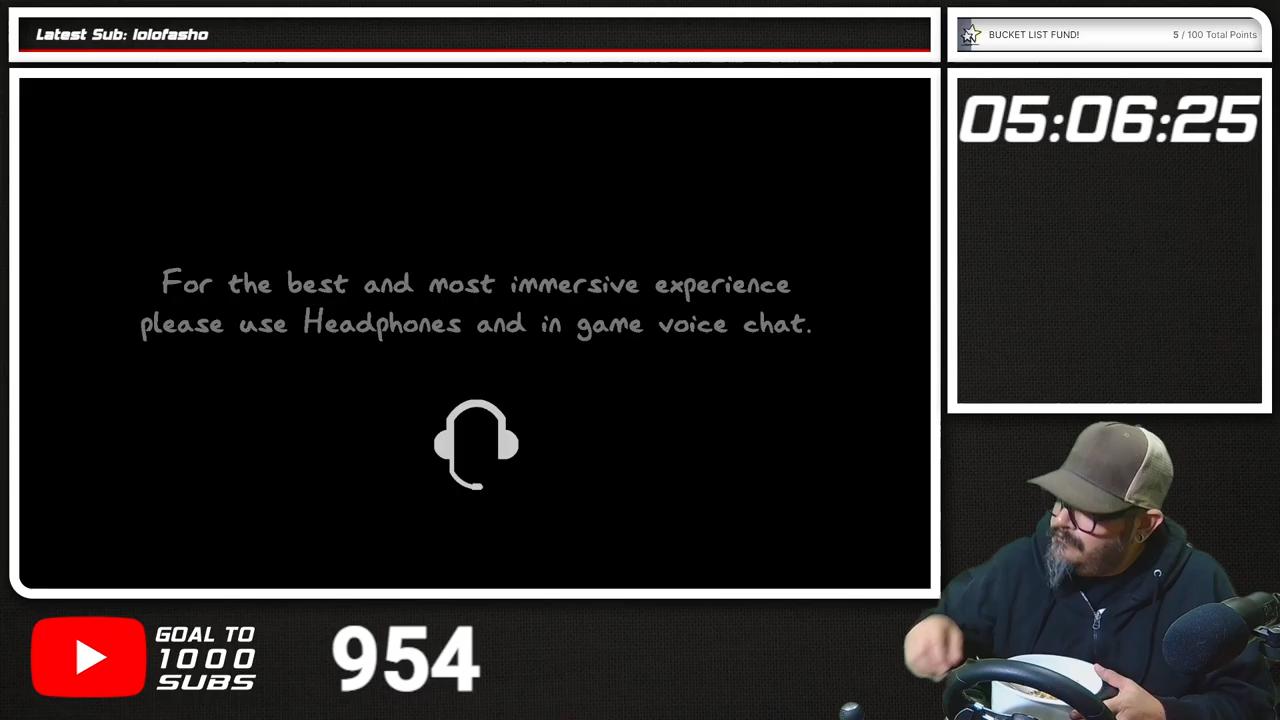 Latest Sub: lolofasho
BUCKET LIST FUND!
5 / 100 Total Points
05:06:25
For the best and most immersive experience
please use Headphones and in game voice chat.
GOAL TO
1000
SUBS
954